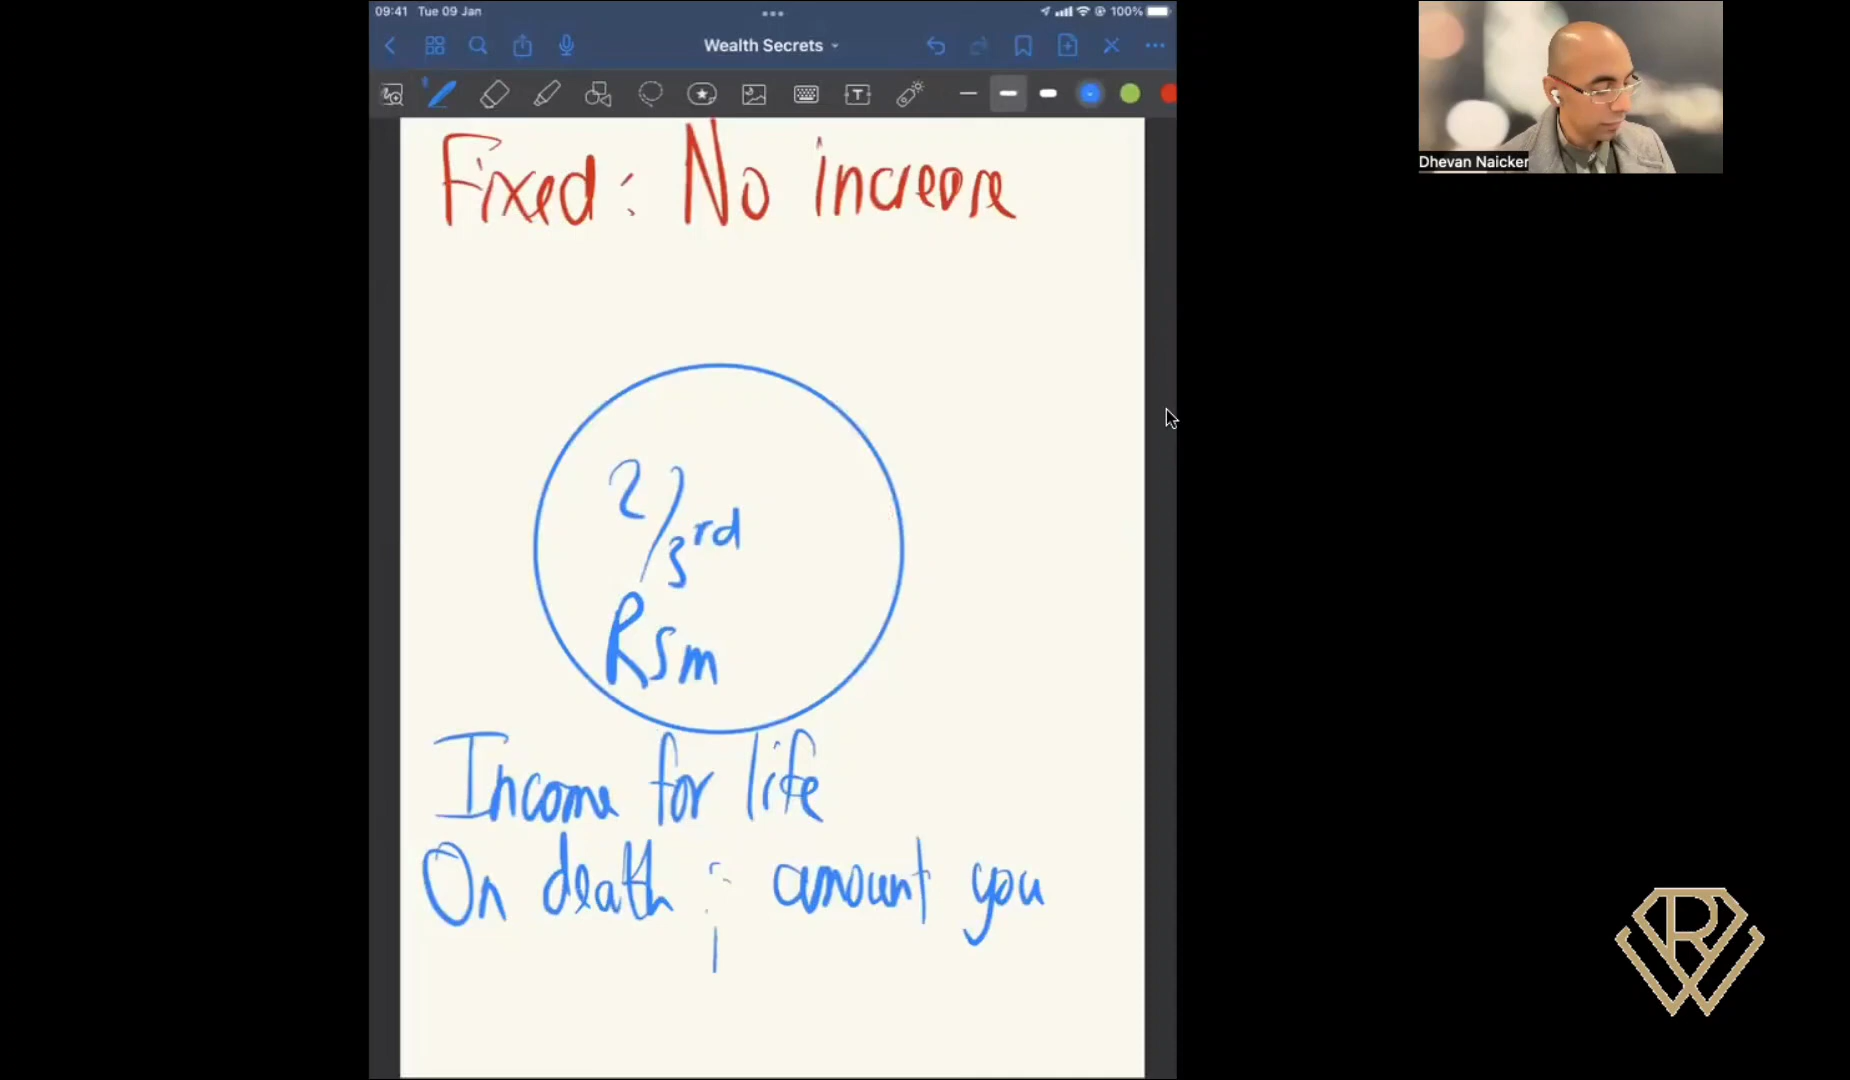 09:41 Tue 09 Jan
100%
Wealth Secrets
T
Fixed: No increase
2/3rd
R5m
Income for life
On death : amount you
Dhevan Naicker
RW